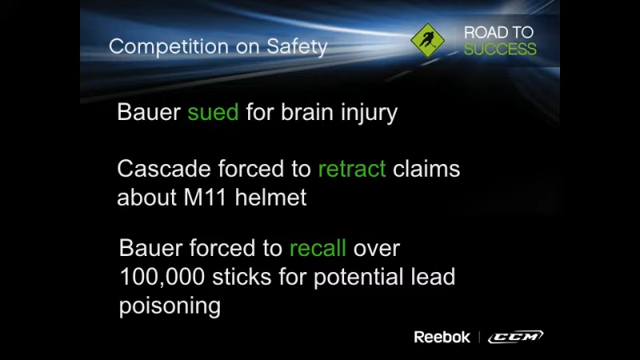 Competition on Safety
ROAD TO
SUCCESS
Bauer sued for brain injury
Cascade forced to retract claims
about M11 helmet
Bauer forced to recall over
100,000 sticks for potential lead
poisoning
Reebok | CCM